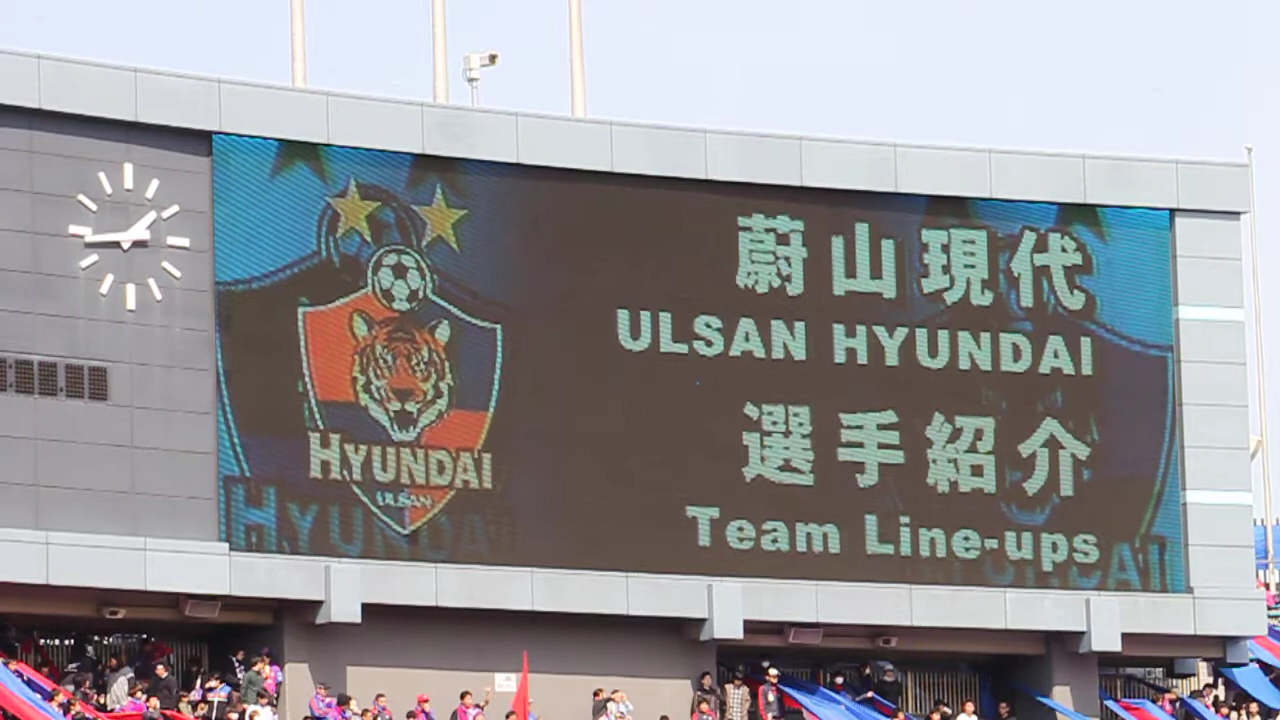 蔚山現代
ULSAN HYUNDAI
選手紹介
Team Line-ups
HYUNDAI
ULSAN